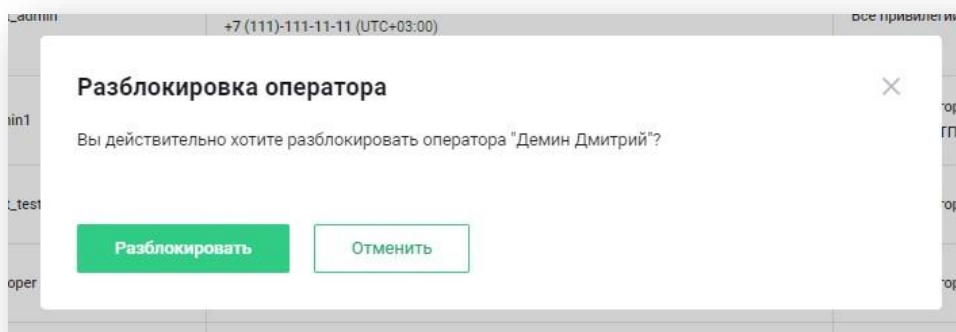 +7 (111)-111-11-11 (UTC+03:00)
Все привилегии
Разблокировка оператора
Вы действительно хотите разблокировать оператора "Демин Дмитрий"?
Разблокировать
Отменить